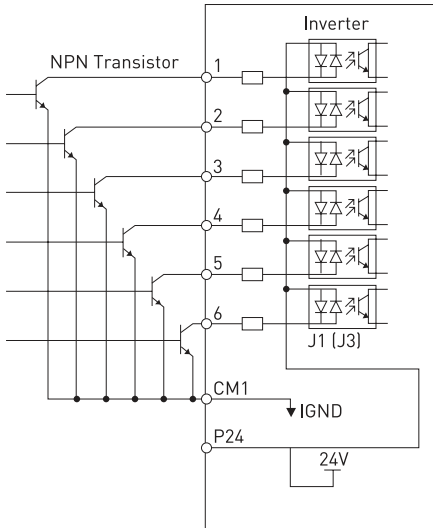 Inverter
NPN Transistor
1
2
3
4
5
6
J1 (J3)
CM1
IGND
P24
24V